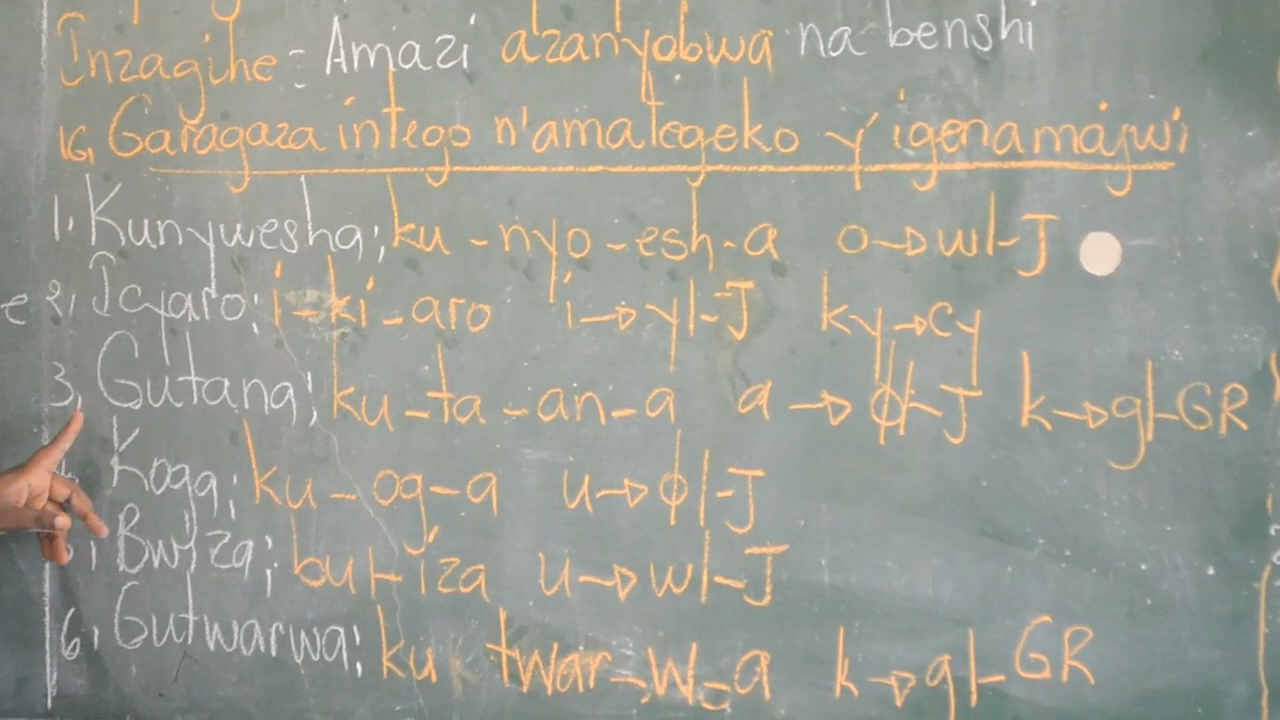 Inzagihe = Amazi azanyobwa na benshi
16, Garagaza intego n'amategeko y'igenamajwi
1, Kunywesha; ku - nyo - esh - a o→w|-J
e 2, Icyaro: i - ki - aro i→y|-J ky→cy
3, Gutana; ku - ta - an - a a→φ|-J k→g|-GR
Koga; ku - og - a u→φ|-J
Bwiza; bu - iza u→w|-J
6, Gutwarwa; ku twar - w - a k→g|-GR